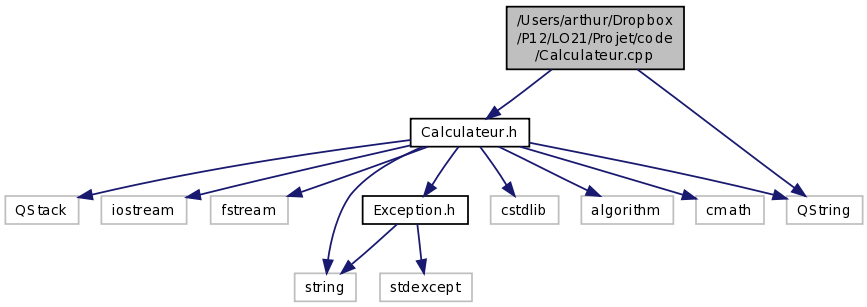 /Users/arthur/Dropbox
/P12/LO21/Projet/code
/Calculateur.cpp
Calculateur.h
QStack
iostream
fstream
Exception.h
cstdlib
algorithm
cmath
QString
string
stdexcept